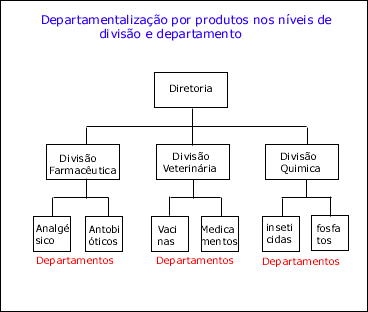 Departamentalização por produtos nos níveis de
divisão e departamento
Diretoria
Divisão
Farmacêutica
Divisão
Veterinária
Divisão
Quimica
Analgé
sico
Antobi
óticos
Vaci
nas
Medica
mentos
inseti
cidas
fosfa
tos
Departamentos
Departamentos
Departamentos